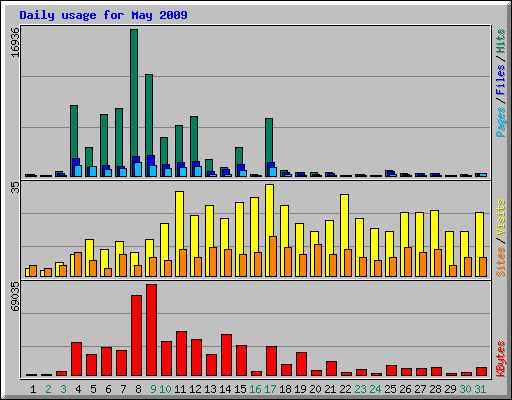 Daily usage for May 2009
16936
Pages / Files / Hits
35
Sites / Visits
69035
KBytes
1 2 3 4 5 6 7 8 9 10 11 12 13 14 15 16 17 18 19 20 21 22 23 24 25 26 27 28 29 30 31